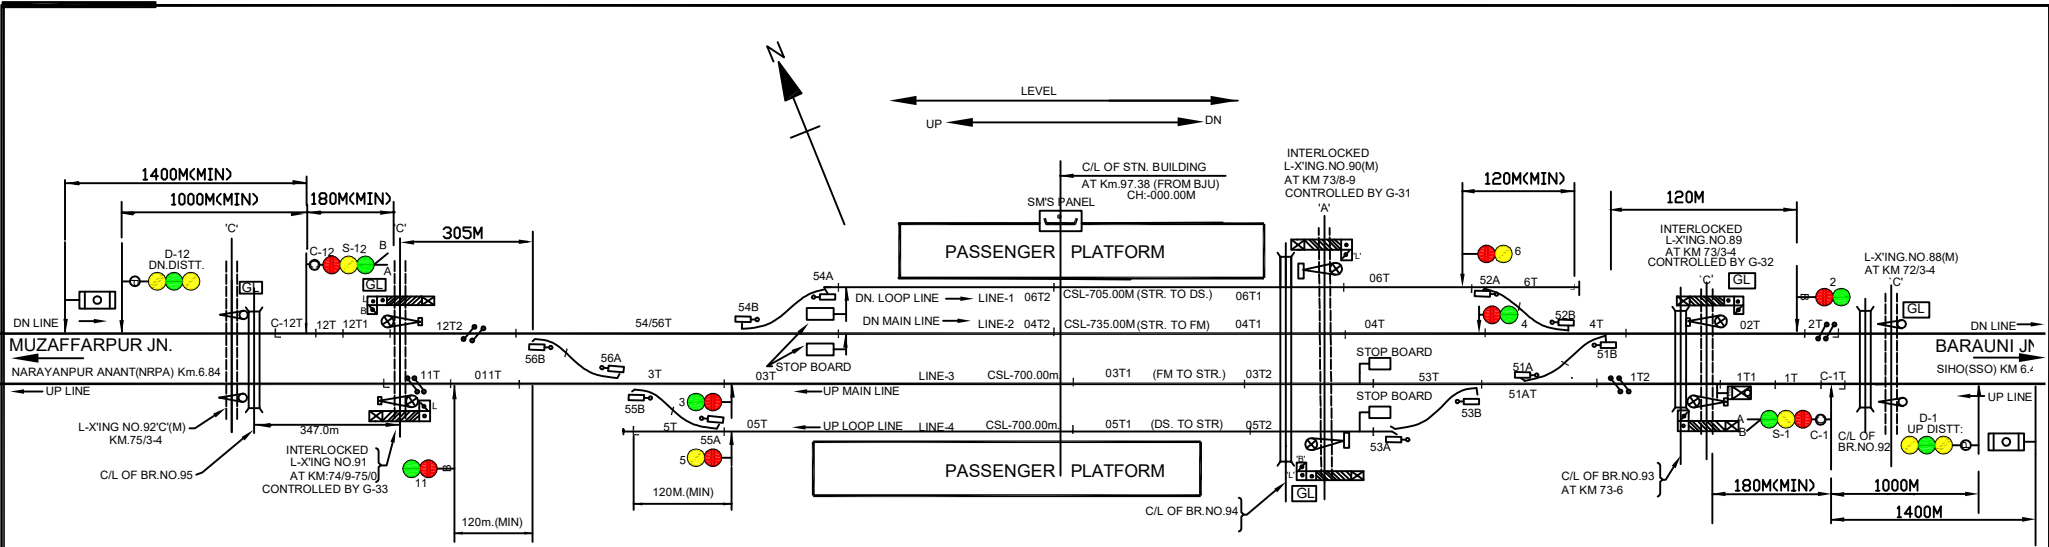 LEVEL
UP
DN
N
C/L OF STN. BUILDING
AT Km.97.38 (FROM BJU)
CH:-000.00M
SM'S PANEL
INTERLOCKED
L-X'ING.NO.90(M)
AT KM 73/8-9
CONTROLLED BY G-31
'A'
120M(MIN)
120M
1400M(MIN)
1000M(MIN)
180M(MIN)
305M
'C'
'C'
D-12
DN.DISTT.
C-12
S-12
B
A
GL
GL
L
B
PASSENGER PLATFORM
'L'
6
INTERLOCKED
L-X'ING.NO.89
AT KM 73/3-4
CONTROLLED BY G-32
'C'
GL
L-X'ING.NO.88(M)
AT KM 72/3-4
'C'
GL
2
B
54A
54B
DN. LOOP LINE
LINE-1
06T2
CSL-705.00M (STR. TO DS.)
06T1
06T
52A
6T
4
52B
DN LINE
C-12T
12T
12T1
12T2
54/56T
DN MAIN LINE
LINE-2
04T2
CSL-735.00M (STR. TO FM)
04T1
04T
4T
02T
2T
DN LINE
MUZAFFARPUR JN.
BARAUNI JN
NARAYANPUR ANANT(NRPA) Km.6.84
SIHO(SSO) KM 6.4
56B
56A
STOP BOARD
STOP BOARD
51A
51B
UP LINE
11T
011T
3T
03T
UP MAIN LINE
LINE-3
CSL-700.00m.
03T1
(FM TO STR.)
03T2
53T
51AT
1T2
1T1
1T
C-1T
UP LINE
55B
3
STOP BOARD
53B
5T
55A
05T
UP LOOP LINE
LINE-4
CSL-700.00m.
05T1
(DS. TO STR)
05T2
53A
L-X'ING NO.92'C'(M)
KM.75/3-4
347.0m
L
C/L OF BR.NO.95
INTERLOCKED
L-X'ING NO.91
AT KM:74/9-75/0
CONTROLLED BY G-33
11
B
5
120M.(MIN)
120m.(MIN)
PASSENGER PLATFORM
'B'
'L'
GL
C/L OF BR.NO.94
C/L OF BR.NO.93
AT KM 73-6
L
A
B
S-1
C-1
C/L OF
BR.NO.92
D-1
UP DISTT:
180M(MIN)
1000M
1400M